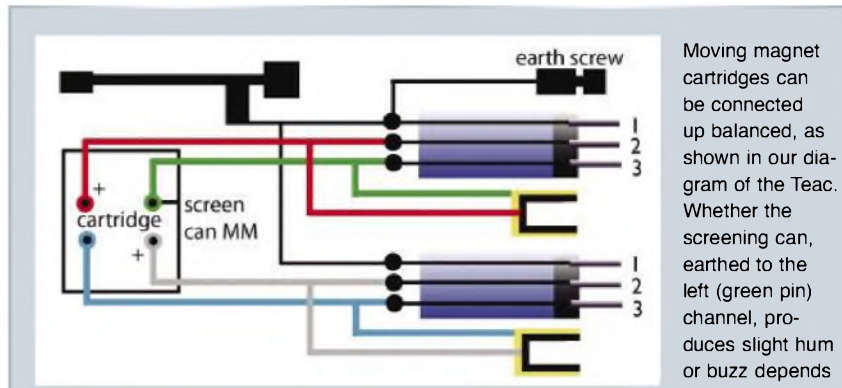 earth screw
1
2
3
+
screen
cartridge
can MM
+
1
2
3
Moving magnet
cartridges can
be connected
up balanced, as
shown in our dia-
gram of the Teac.
Whether the
screening can,
earthed to the
left (green pin)
channel, pro-
duces slight hum
or buzz depends